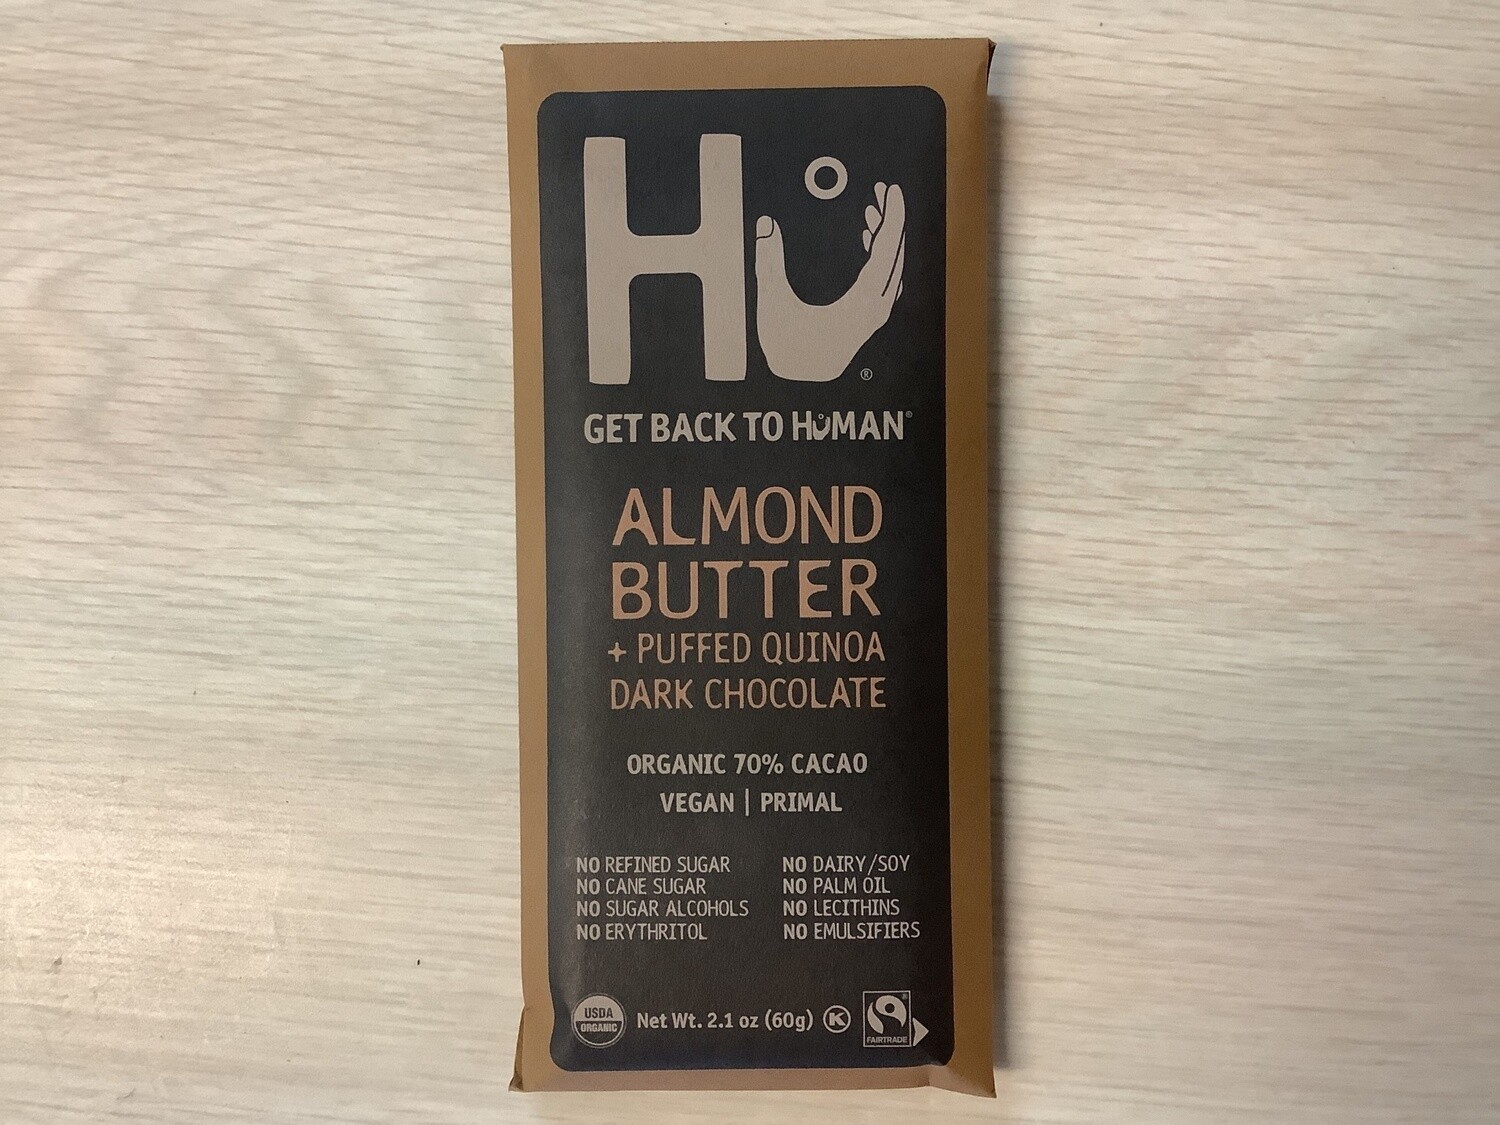 Hu
®
GET BACK TO HUMAN®
ALMOND
BUTTER
+ PUFFED QUINOA
DARK CHOCOLATE
ORGANIC 70% CACAO
VEGAN | PRIMAL
NO REFINED SUGAR
NO CANE SUGAR
NO SUGAR ALCOHOLS
NO ERYTHRITOL
NO DAIRY/SOY
NO PALM OIL
NO LECITHINS
NO EMULSIFIERS
USDA
ORGANIC
Net Wt. 2.1 oz (60g)
K
®
FAIRTRADE